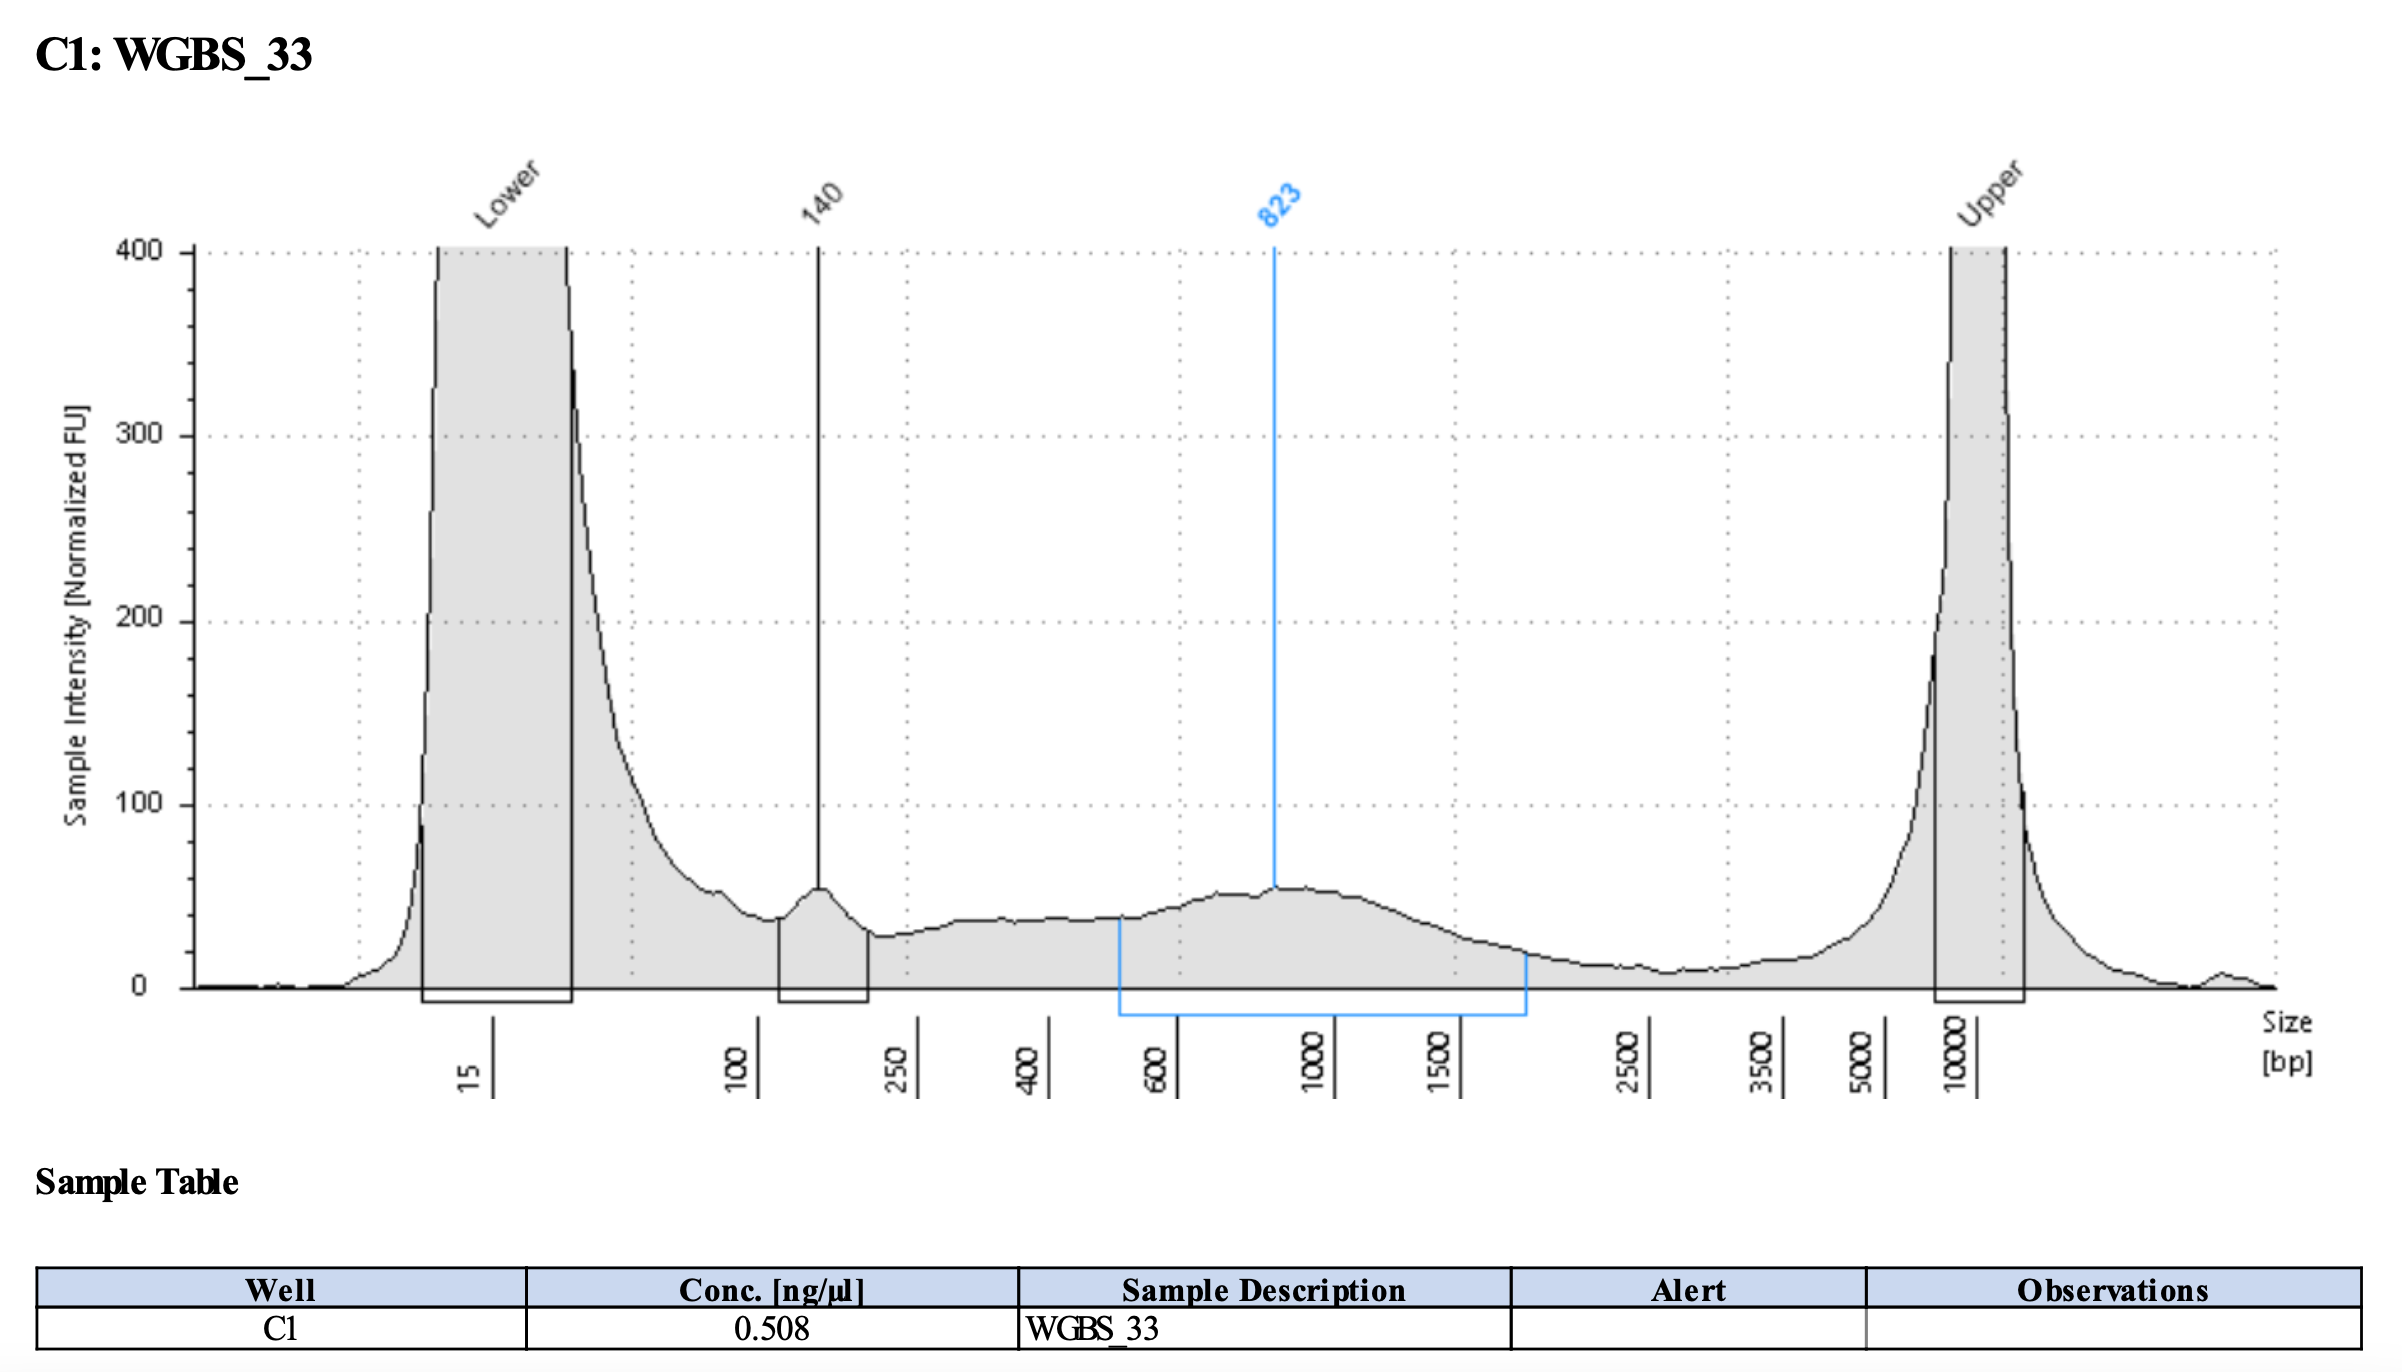 C1: WGBS_33
Lower
140
823
Upper
400
300
200
100
0
Sample Intensity [Normalized FU]
15
100
250
400
600
1000
1500
2500
3500
5000
10000
Size
[bp]
Sample Table
Well Conc. [ng/µl] Sample Description Alert Observations
C1 0.508 WGBS_33